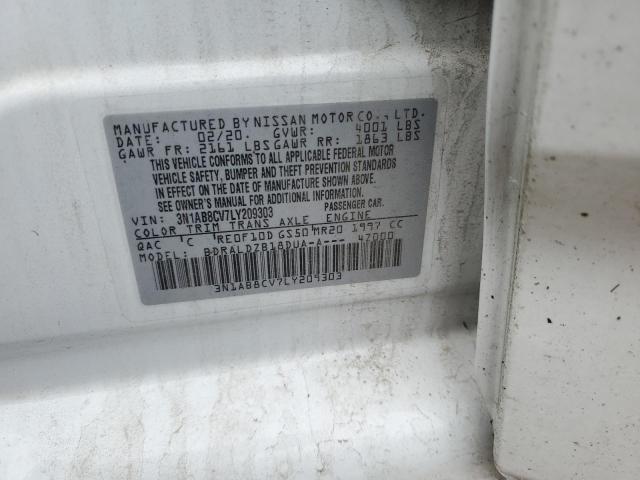 MANUFACTURED BY NISSAN MOTOR CO., LTD.
DATE: 02/20. GVWR: 4001 LBS
GAWR FR: 2161 LBS GAWR RR: 1863 LBS
THIS VEHICLE CONFORMS TO ALL APPLICABLE FEDERAL MOTOR
VEHICLE SAFETY, BUMPER AND THEFT PREVENTION STANDARDS
IN EFFECT ON THE DATE OF MANUFACTURE SHOWN ABOVE.
SEE OWNER'S MANUAL FOR ADDITIONAL INFORMATION.
VIN: 3N1AB8CV7LY209303 PASSENGER CAR.
COLOR TRIM TRANS AXLE ENGINE
QAC C RE0F10D GS50 MR20 1997 CC
BDRALDZB18DUA-A--- 47000
3N1AB8CV7LY209303